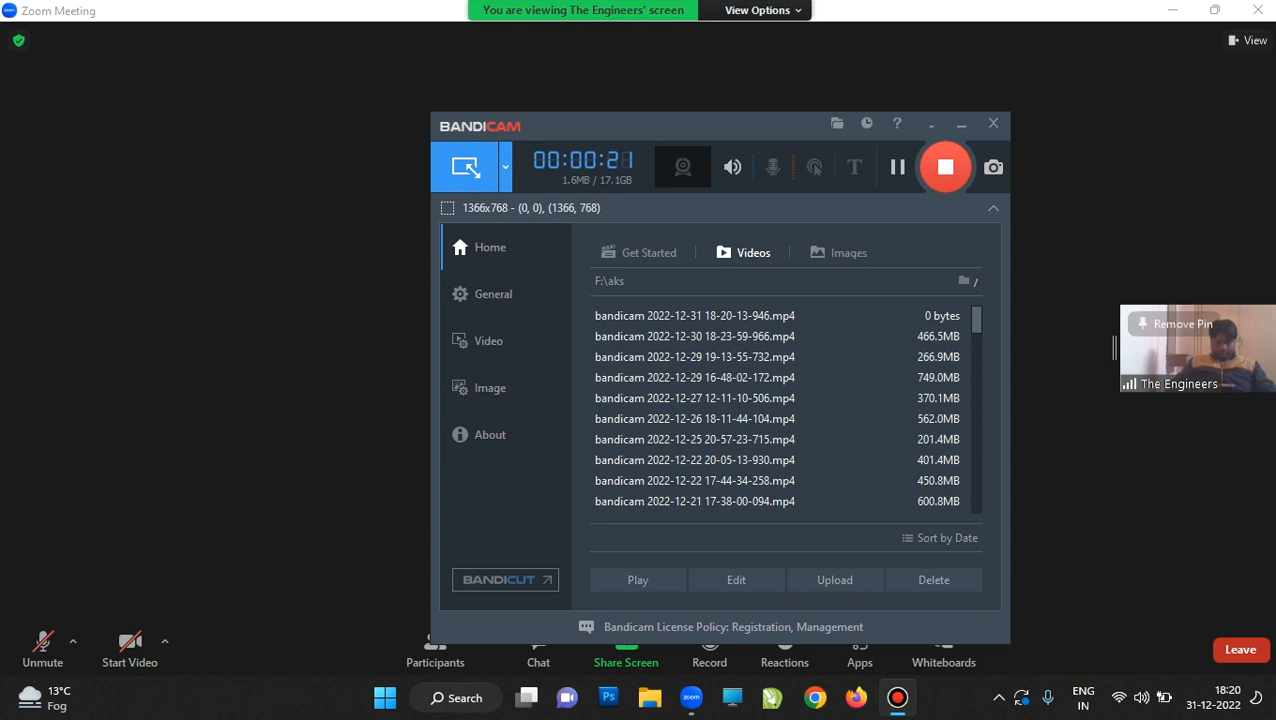 Zoom Meeting
You are viewing The Engineers' screen
View Options
View
BANDICAM
00:00:21
1.6MB / 17.1GB
T
1366x768 - (0, 0), (1366, 768)
Home
General
Video
Image
About
BANDICUT
Get Started
Videos
Images
F:\aks
/
bandicam 2022-12-31 18-20-13-946.mp4 0 bytes
bandicam 2022-12-30 18-23-59-966.mp4 466.5MB
bandicam 2022-12-29 19-13-55-732.mp4 266.9MB
bandicam 2022-12-29 16-48-02-172.mp4 749.0MB
bandicam 2022-12-27 12-11-10-506.mp4 370.1MB
bandicam 2022-12-26 18-11-44-104.mp4 562.0MB
bandicam 2022-12-25 20-57-23-715.mp4 201.4MB
bandicam 2022-12-22 20-05-13-930.mp4 401.4MB
bandicam 2022-12-22 17-44-34-258.mp4 450.8MB
bandicam 2022-12-21 17-38-00-094.mp4 600.8MB
Sort by Date
Play Edit Upload Delete
Bandicam License Policy: Registration, Management
Remove Pin
The Engineers
Unmute Start Video Participants Chat Share Screen Record Reactions Apps Whiteboards Leave
13°C
Fog
Search
Ps
ENG
IN
18:20
31-12-2022